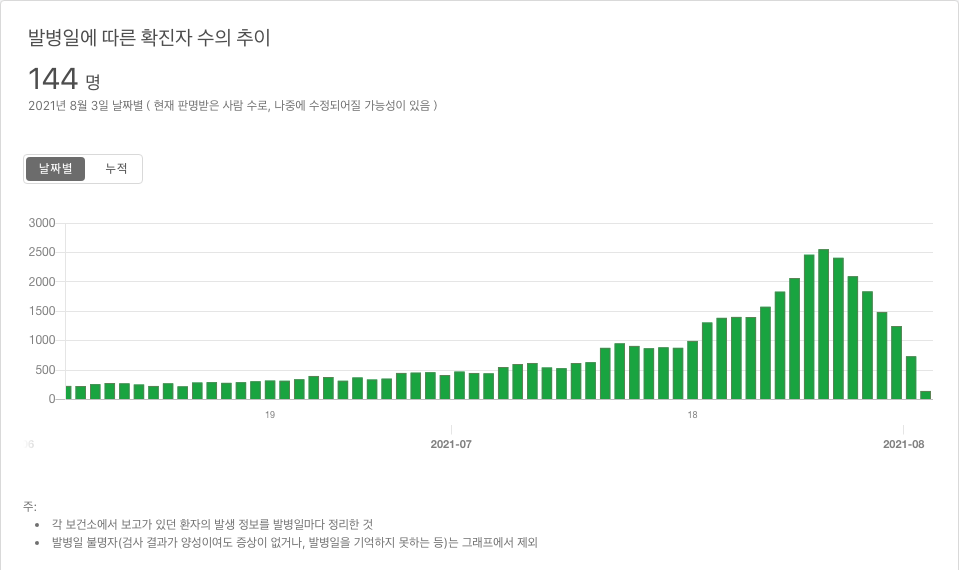 발병일에 따른 확진자 수의 추이
144 명
2021년 8월 3일 날짜별 ( 현재 판명받은 사람 수로, 나중에 수정되어질 가능성이 있음 )
날짜별 누적
3000
2500
2000
1500
1000
500
0
19 18
6 2021-07 2021-08
주:
• 각 보건소에서 보고가 있던 환자의 발생 정보를 발병일마다 정리한 것
• 발병일 불명자(검사 결과가 양성이여도 증상이 없거나, 발병일을 기억하지 못하는 등)는 그래프에서 제외